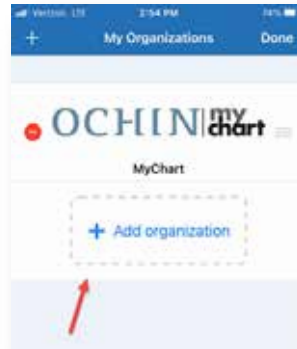 Verizon LTE 2:54 PM 74%
+ My Organizations Done
OCHIN my
chart
MyChart
+ Add organization